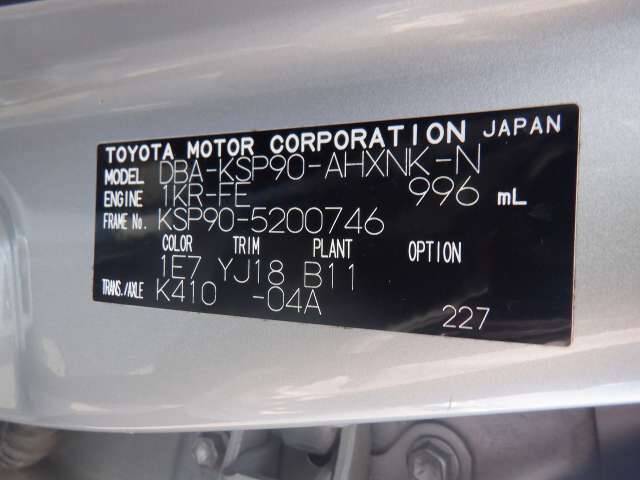 TOYOTA MOTOR CORPORATION JAPAN
MODEL DBA-KSP90-AHXNK-N
ENGINE 1KR-FE 996 mL
FRAME No. KSP90-5200746
COLOR TRIM PLANT OPTION
1E7 YJ18 B11
TRANS./AXLE K410 -04A
227